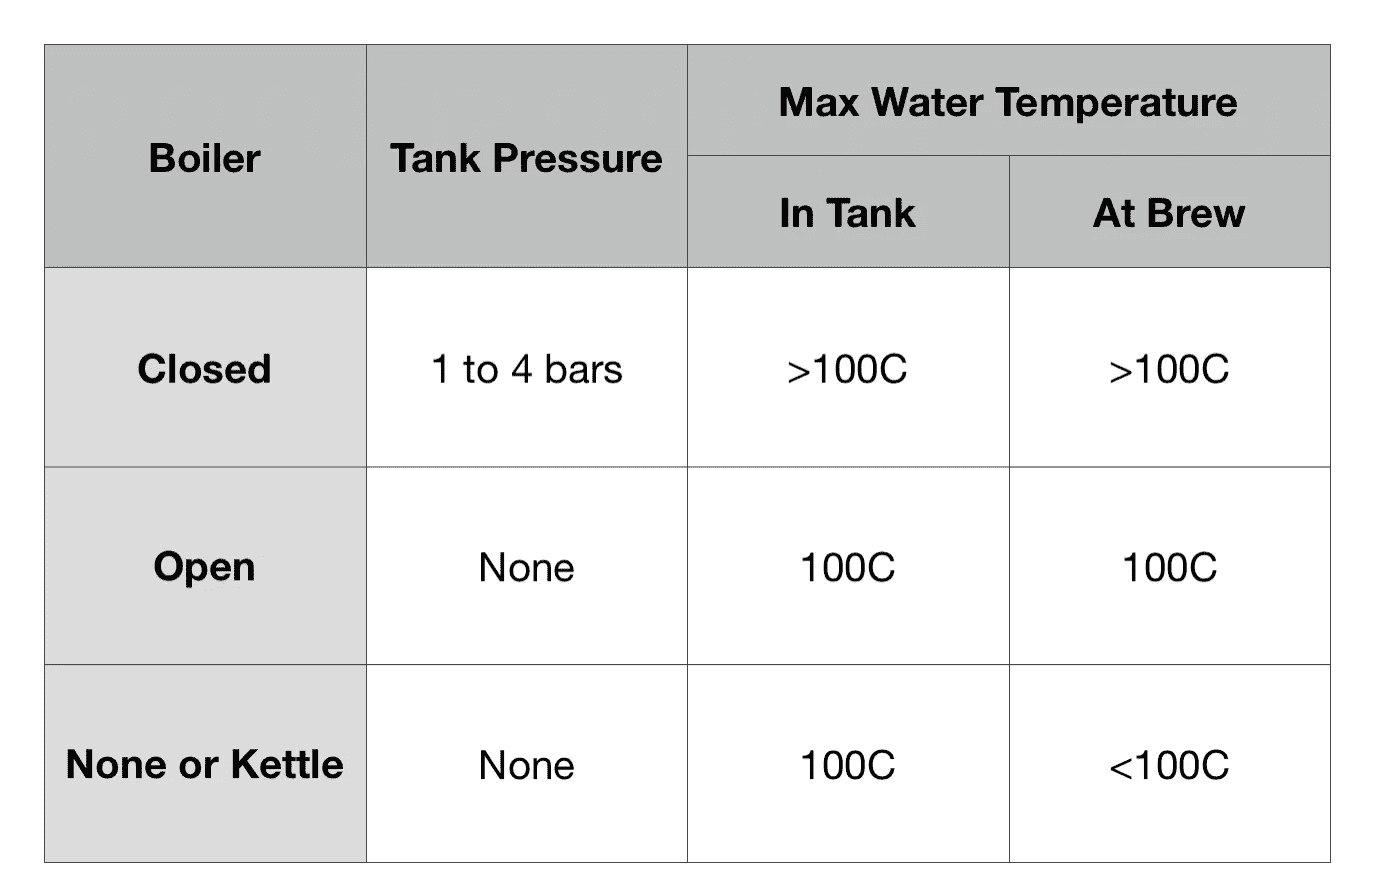 Boiler
Tank Pressure
Max Water Temperature
In Tank
At Brew
Closed
1 to 4 bars
>100C
>100C
Open
None
100C
100C
None or Kettle
None
100C
<100C